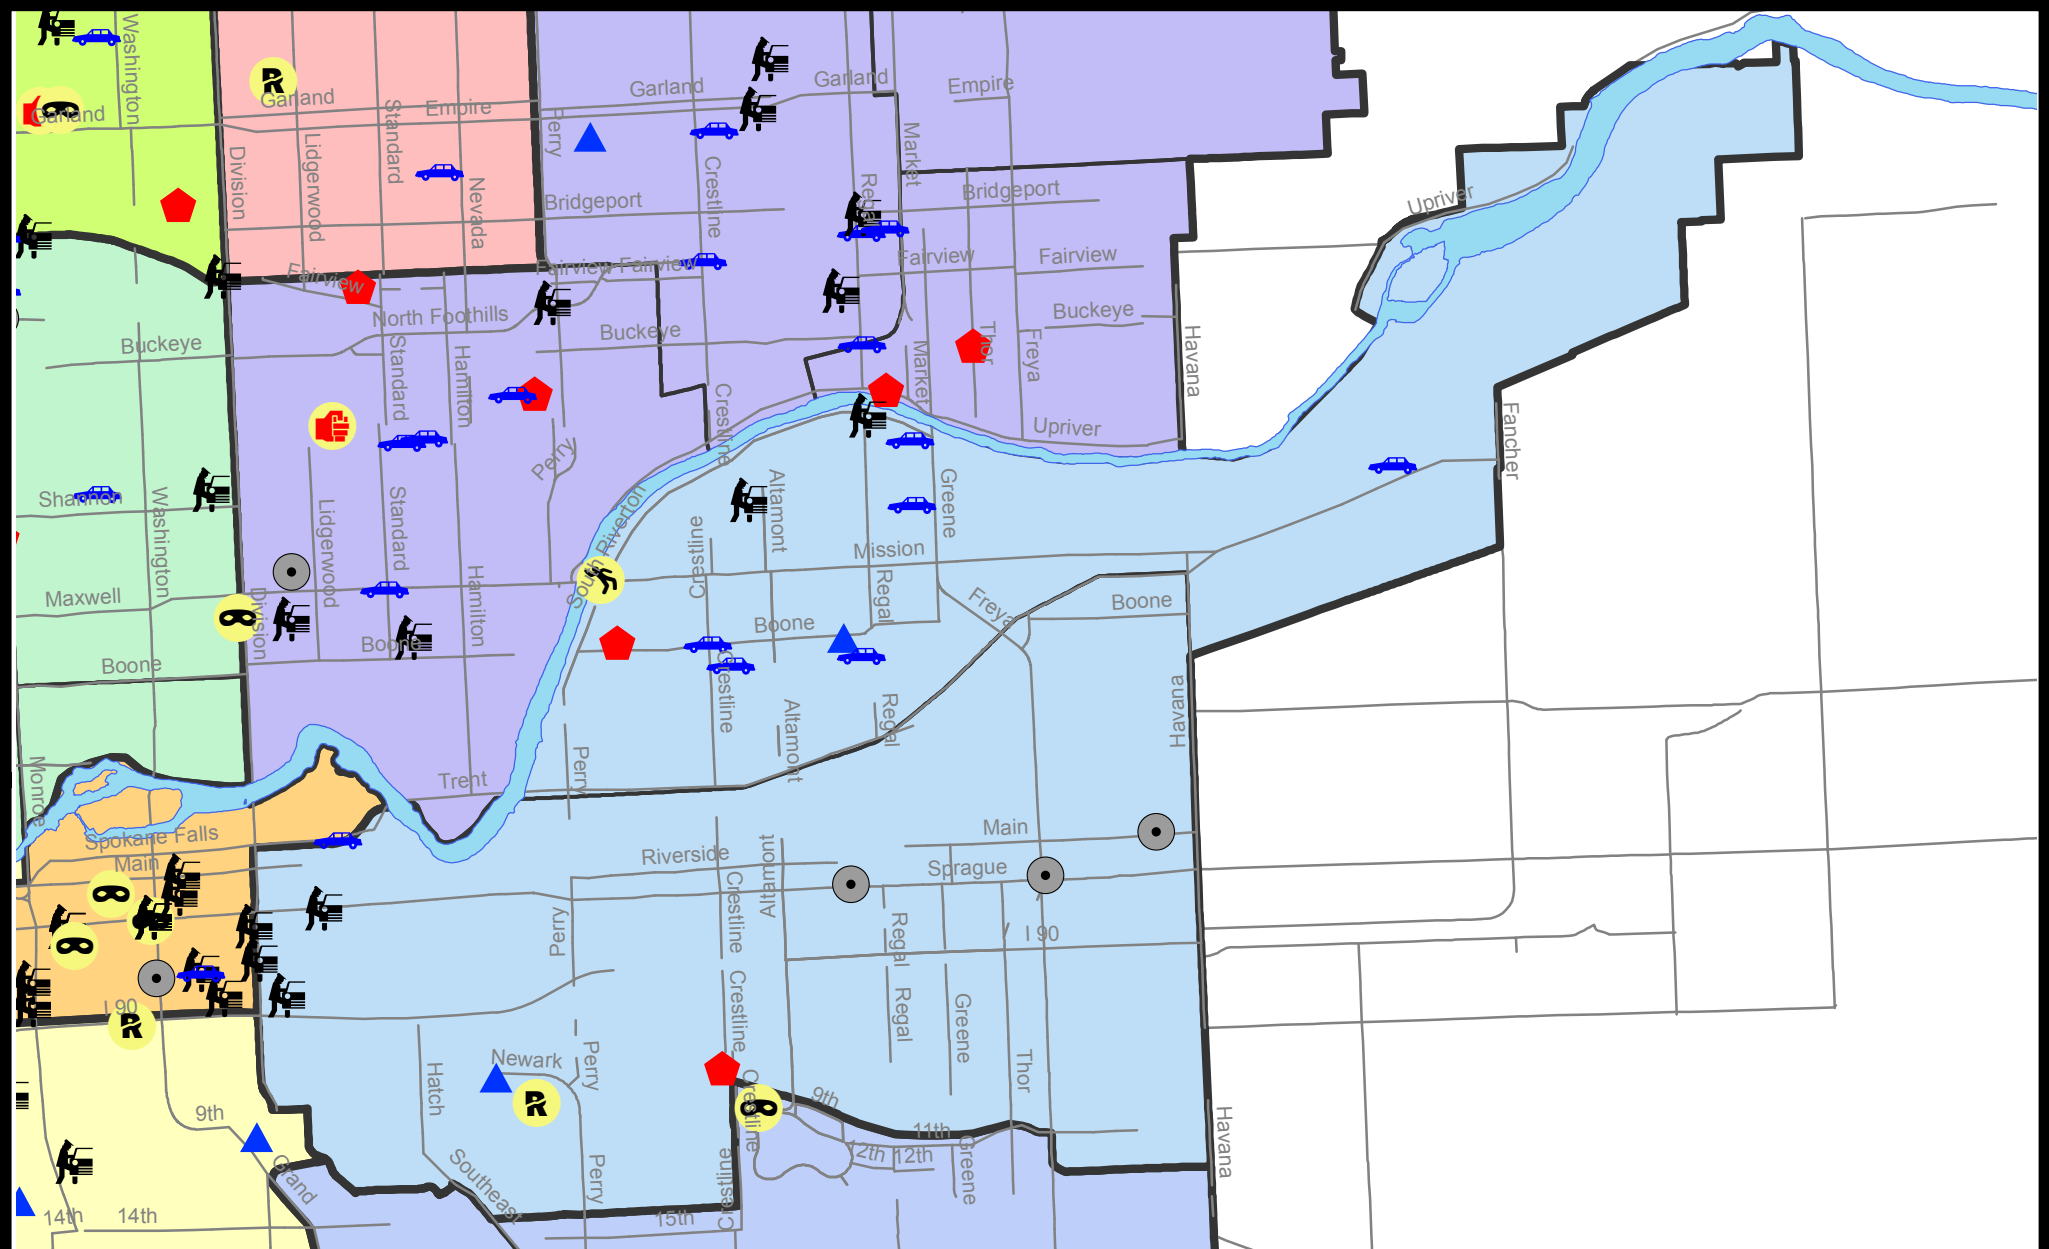 Washington
Garland
Garland
Lidgerwood
Standard
Empire
Nevada
Division
Perry
Garland
Garland
Empire
Crestline
Market
Regal
Bridgeport
Bridgeport
Upriver
Fairview
Fairview
Fairview
Fairview
Fairview
North Foothills
Buckeye
Buckeye
Buckeye
Thor
Freya
Havana
Standard
Hamilton
Market
Crestline
Upriver
Fancher
Perry
Shannon
Washington
Lidgerwood
Standard
South Riverton
Altamont
Greene
Crestline
Mission
Regal
Maxwell
Division
Hamilton
Freya
Boone
Boone
Boone
Boone
Crestline
Altamont
Regal
Havana
Monroe
Perry
Trent
Spokane Falls
Main
Riverside
Main
Sprague
Altamont
Crestline
Perry
Regal
I 90
I 90
Crestline
Regal
Greene
Newark
Perry
Hatch
Thor
Crestline
9th
9th
11th
12th
12th
Greene
Havana
Grand
Southeast
Perry
Crestline
14th
14th
15th